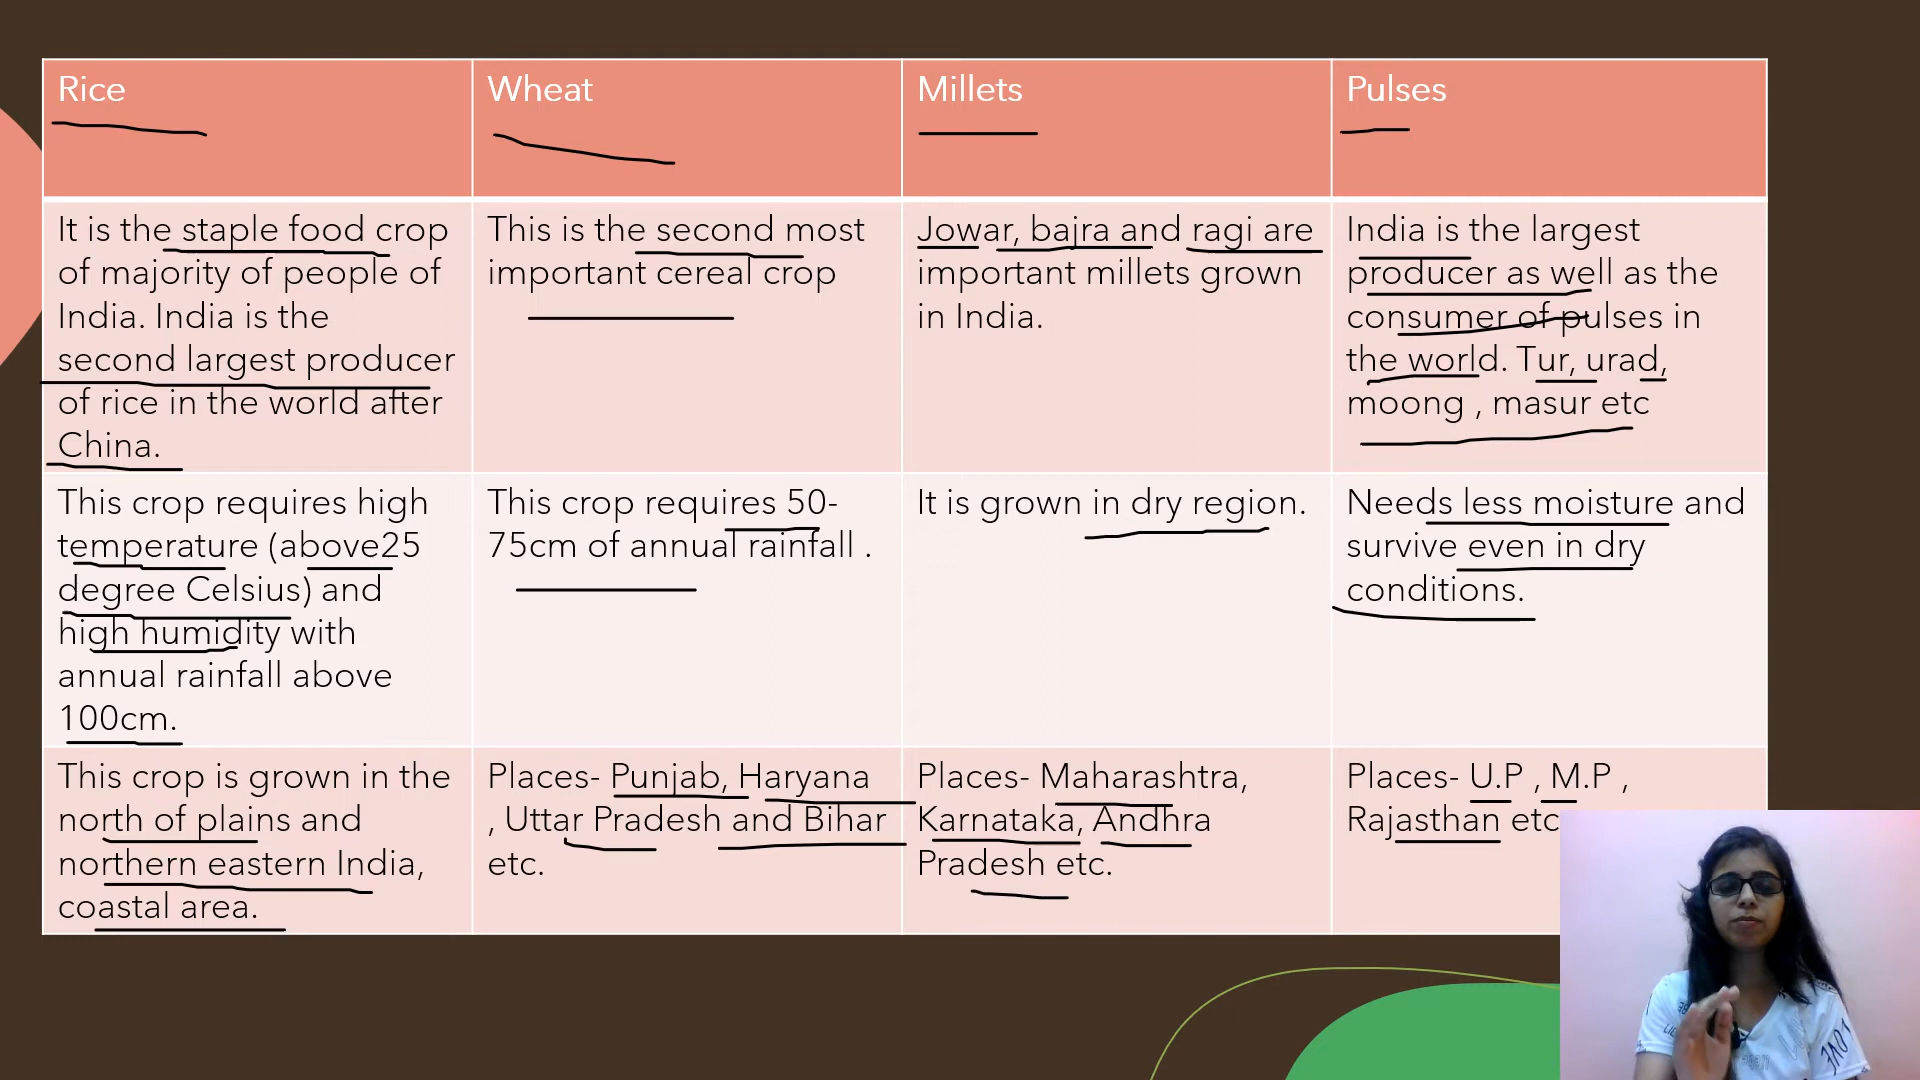 Rice
Wheat
Millets
Pulses
It is the staple food crop
of majority of people of
India. India is the
second largest producer
of rice in the world after
China.
This is the second most
important cereal crop
Jowar, bajra and ragi are
important millets grown
in India.
India is the largest
producer as well as the
consumer of pulses in
the world. Tur, urad,
moong , masur etc
This crop requires high
temperature (above25
degree Celsius) and
high humidity with
annual rainfall above
100cm.
This crop requires 50-
75cm of annual rainfall .
It is grown in dry region.
Needs less moisture and
survive even in dry
conditions.
This crop is grown in the
north of plains and
northern eastern India,
coastal area.
Places- Punjab, Haryana
, Uttar Pradesh and Bihar
etc.
Places- Maharashtra,
Karnataka, Andhra
Pradesh etc.
Places- U.P , M.P ,
Rajasthan etc